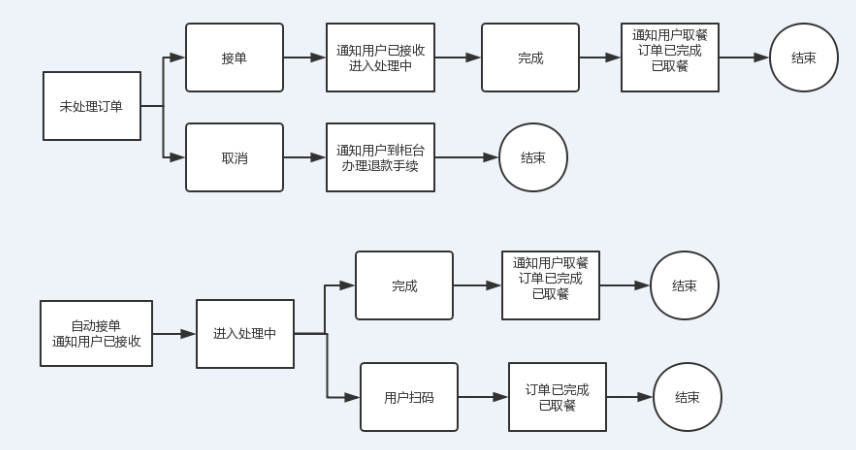 未处理订单
接单
通知用户已接收
进入处理中
完成
通知用户取餐
订单已完成
已取餐
结束
取消
通知用户到柜台
办理退款手续
结束
自动接单
通知用户已接收
进入处理中
完成
通知用户取餐
订单已完成
已取餐
结束
用户扫码
订单已完成
已取餐
结束